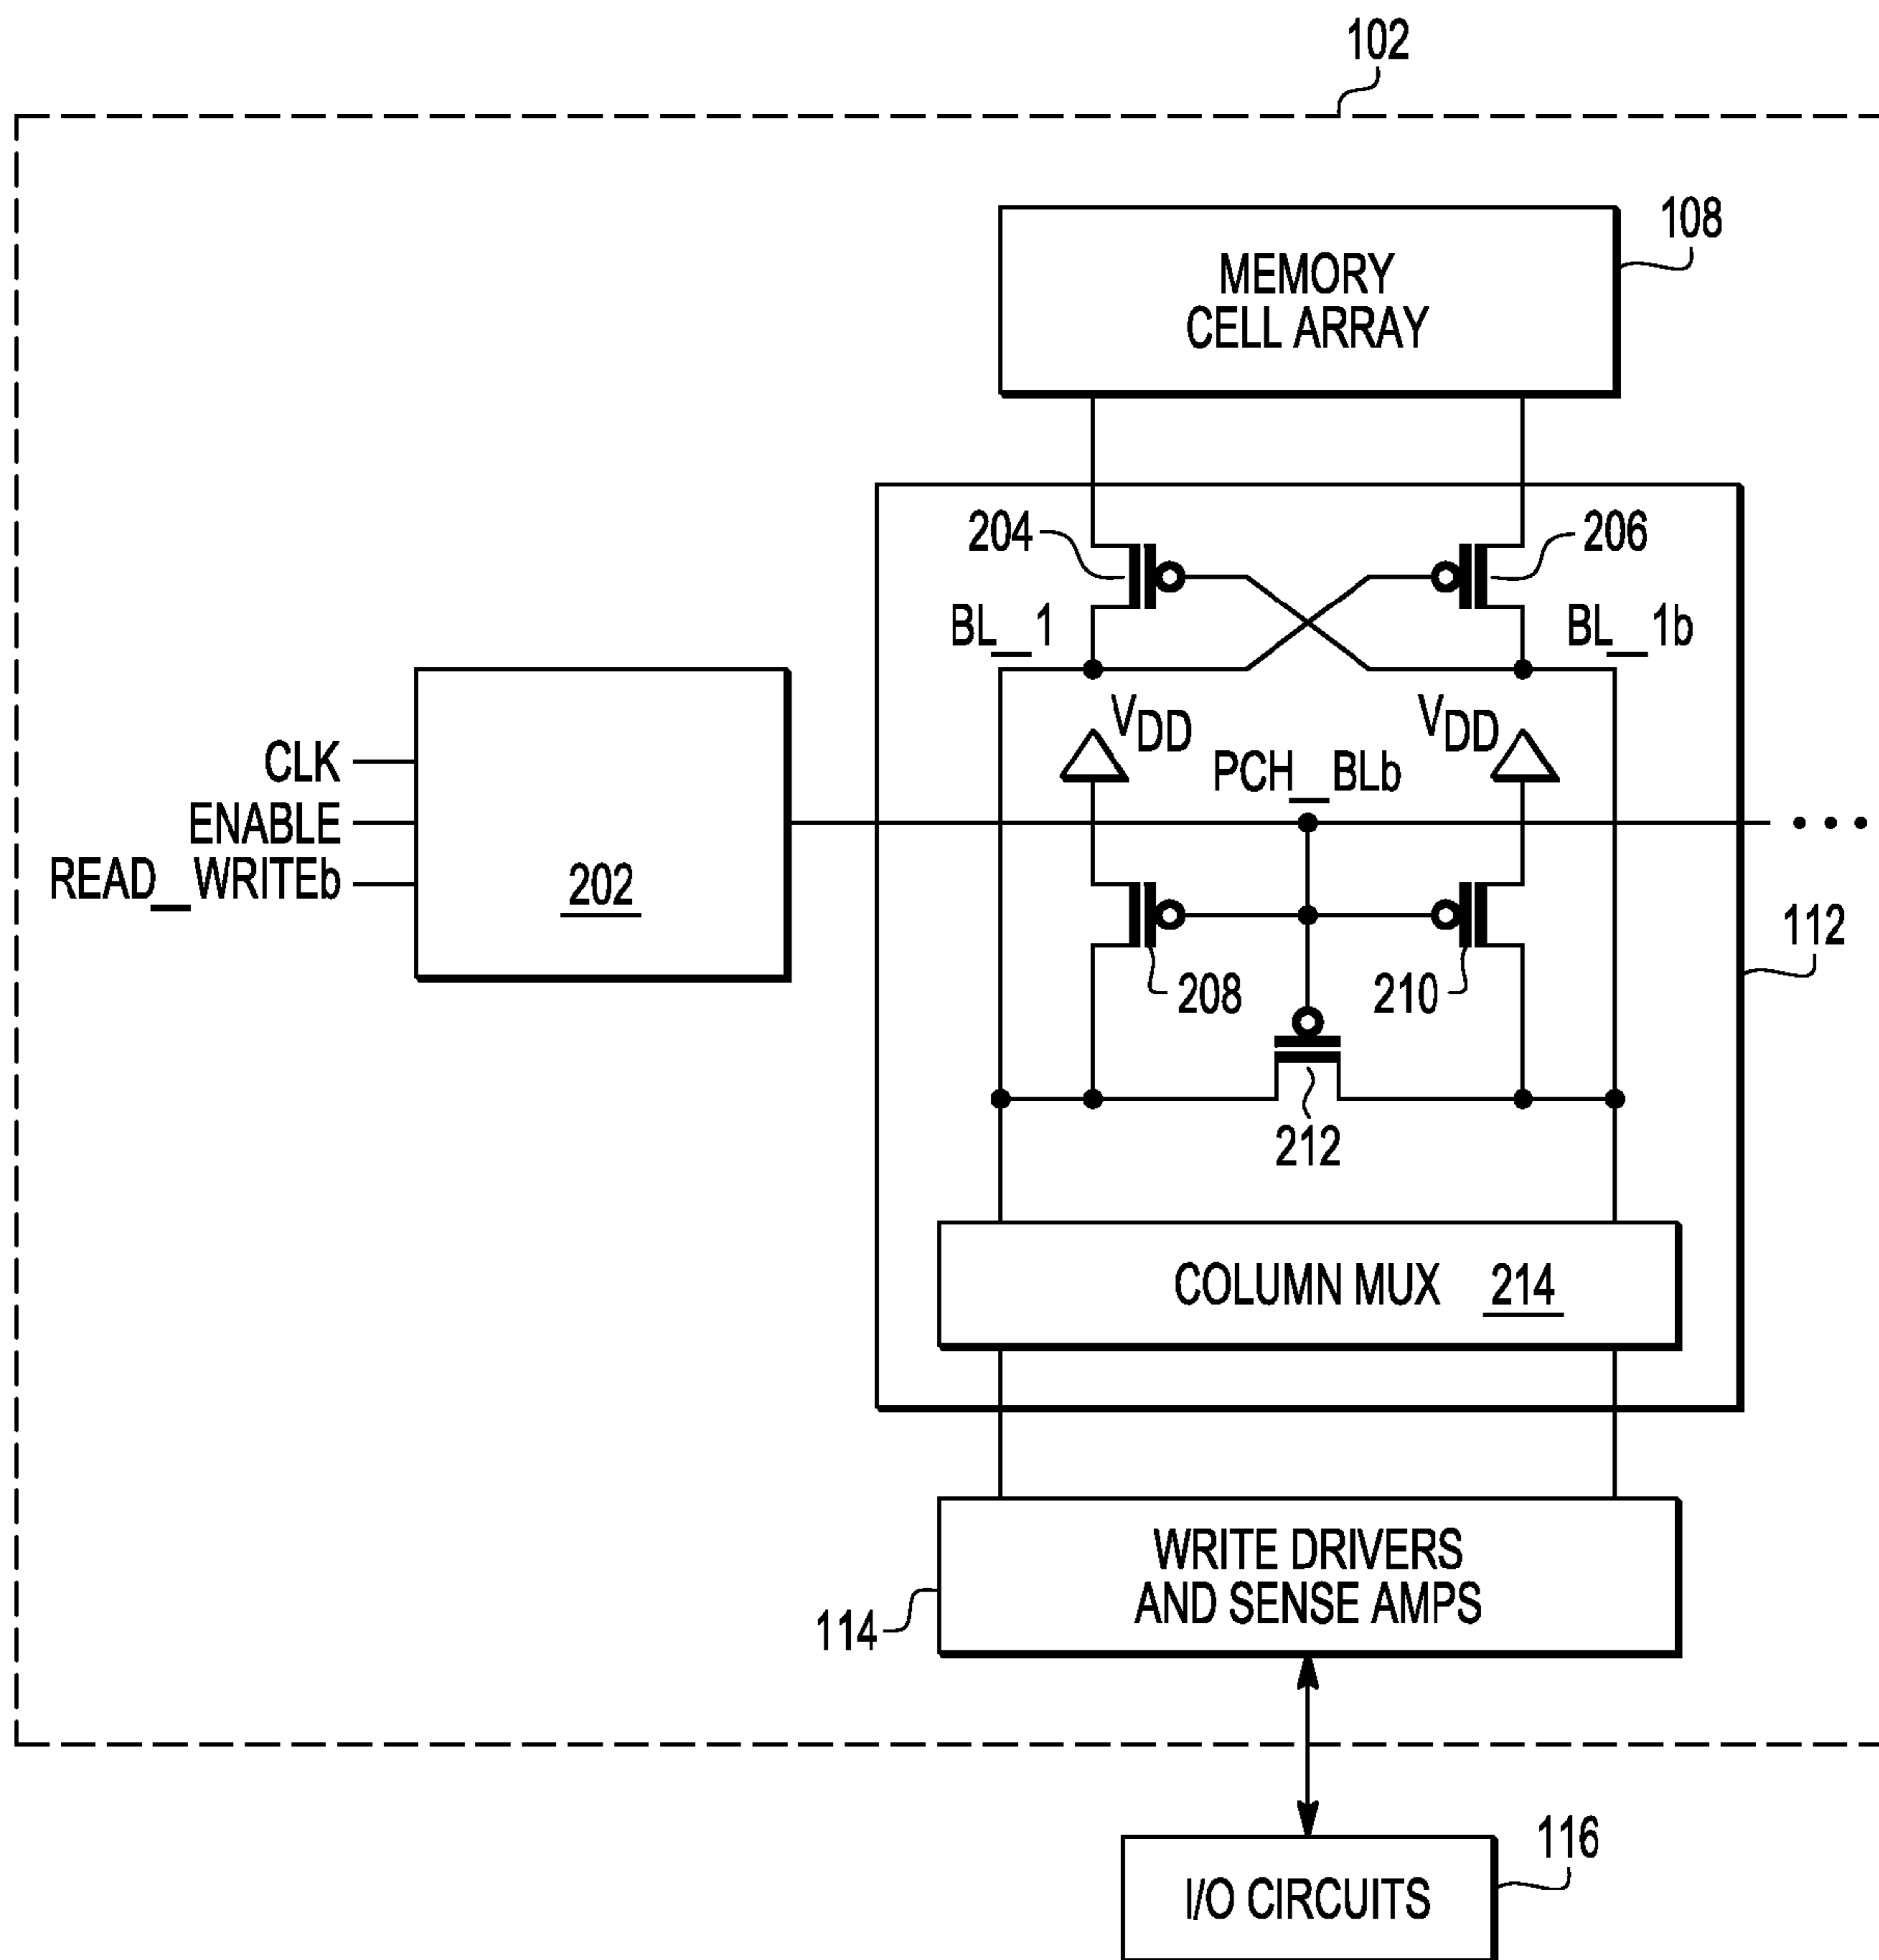 102
108
MEMORY
CELL ARRAY
204
206
BL_1
BL_1b
VDD
VDD
PCH_BLb
CLK
ENABLE
READ_WRITEb
202
112
208
210
212
COLUMN MUX 214
WRITE DRIVERS
AND SENSE AMPS
114
I/O CIRCUITS
116